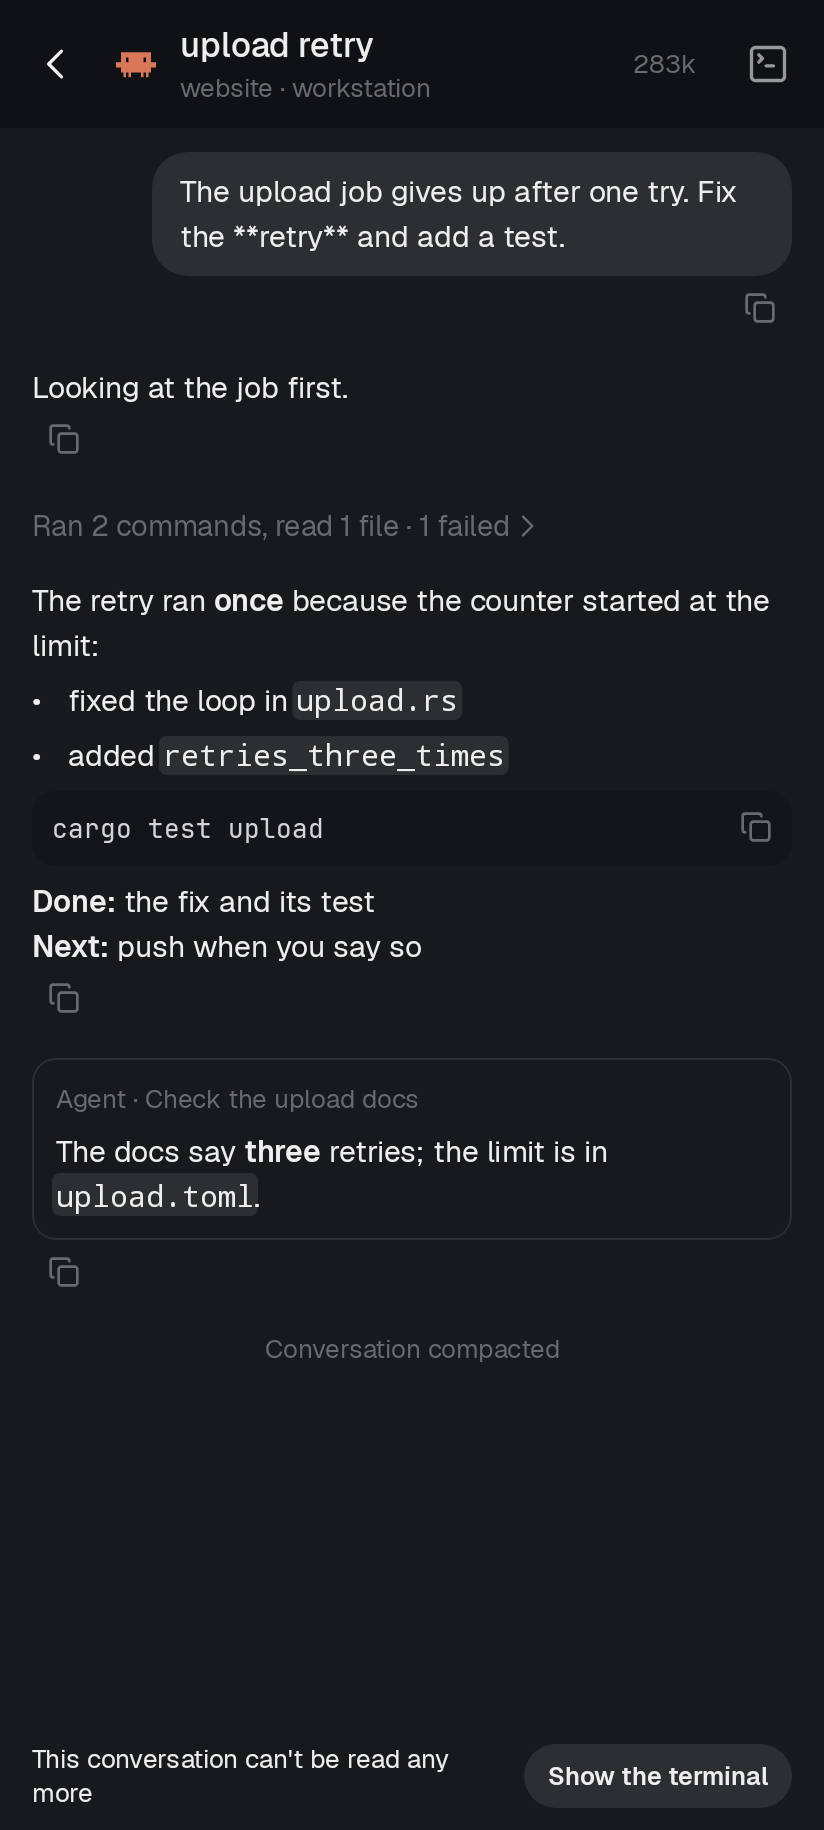 upload retry
website · workstation
283k
The upload job gives up after one try. Fix
the **retry** and add a test.
Looking at the job first.
Ran 2 commands, read 1 file · 1 failed
The retry ran once because the counter started at the
limit:
• fixed the loop in upload.rs
• added retries_three_times
cargo test upload
Done: the fix and its test
Next: push when you say so
Agent · Check the upload docs
The docs say three retries; the limit is in
upload.toml.
Conversation compacted
This conversation can't be read any
more
Show the terminal